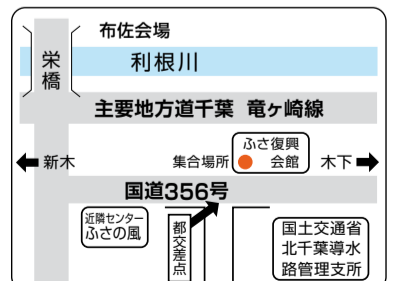 布佐会場
栄橋
利根川
主要地方道千葉 竜ヶ崎線
ふさ復興
会館
集合場所
新木
木下
国道356号
近隣センター
ふさの風
都交差点
国土交通省
北千葉導水
路管理支所